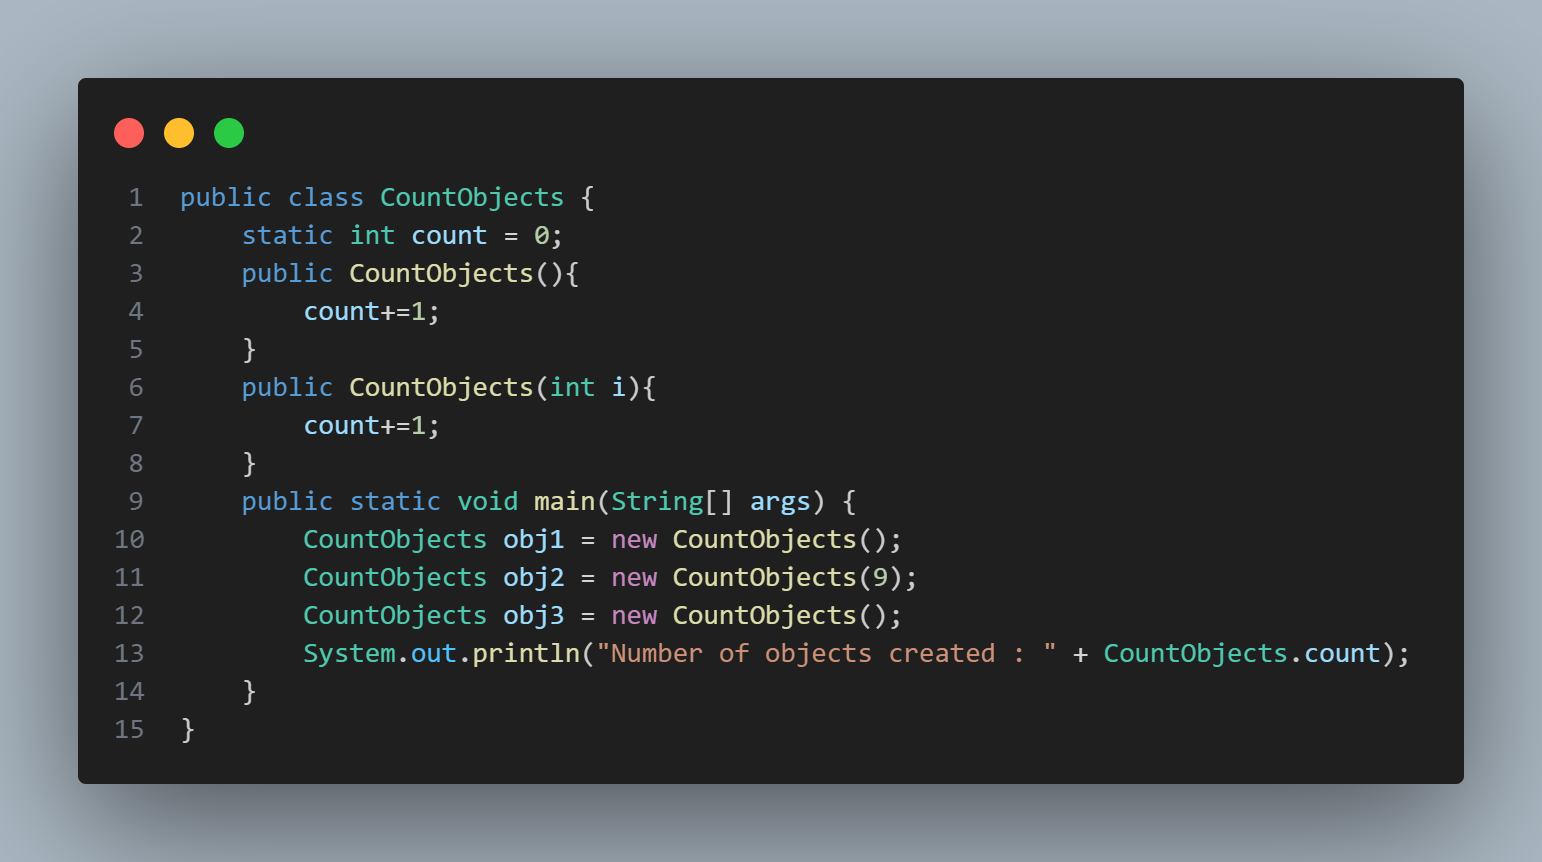 1 public class CountObjects {
2     static int count = 0;
3     public CountObjects(){
4         count+=1;
5     }
6     public CountObjects(int i){
7         count+=1;
8     }
9     public static void main(String[] args) {
10         CountObjects obj1 = new CountObjects();
11         CountObjects obj2 = new CountObjects(9);
12         CountObjects obj3 = new CountObjects();
13         System.out.println("Number of objects created : " + CountObjects.count);
14     }
15 }